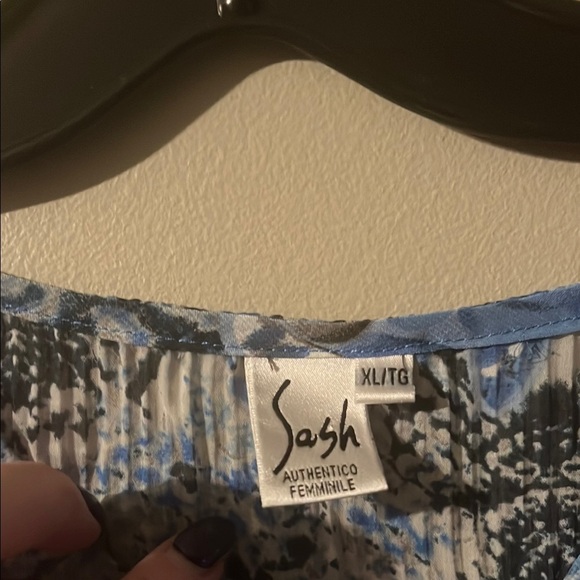 XL/TG
Sash
AUTHENTICO
FEMMINILE